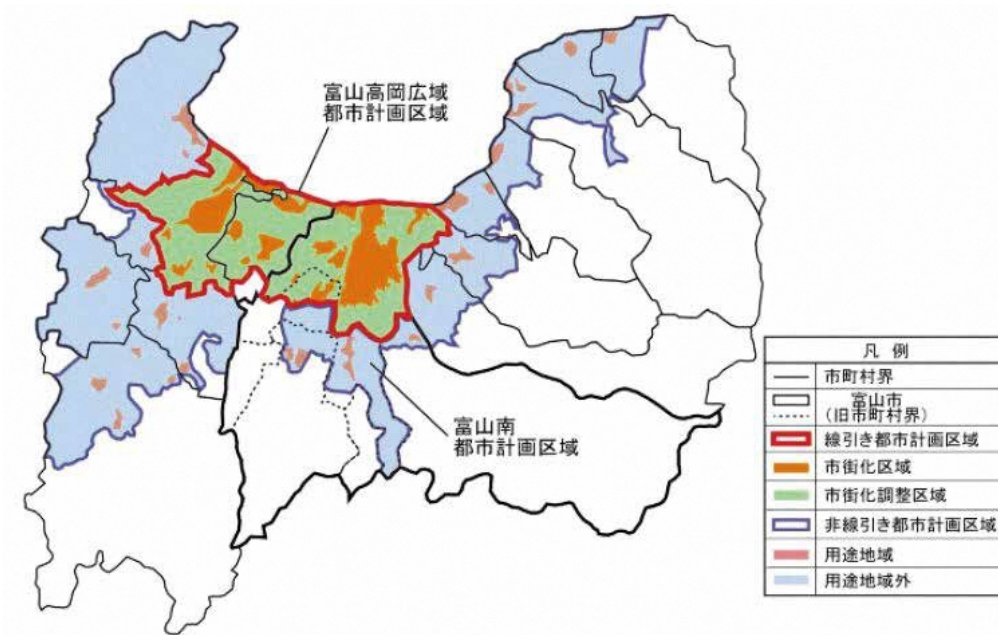 富山高岡広域
都市計画区域
富山南
都市計画区域
凡 例
市町村界
富山市
(旧市町村界)
線引き都市計画区域
市街化区域
市街化調整区域
非線引き都市計画区域
用途地域
用途地域外